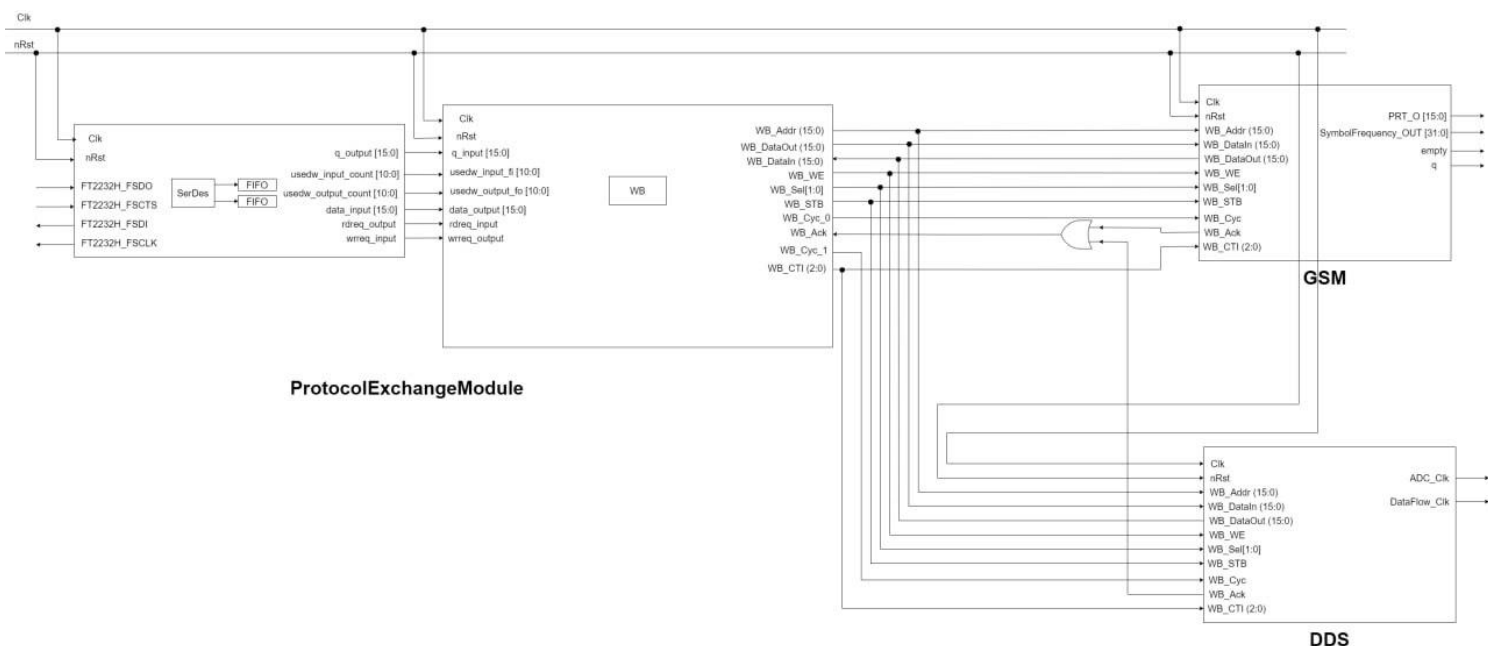 Clk
nRst
Clk
nRst
FT2232H_FSDO
FT2232H_FSCTS
FT2232H_FSDI
FT2232H_FSCLK
SerDes
FIFO
FIFO
q_output [15:0]
usedw_input_count [10:0]
usedw_output_count [10:0]
data_input [15:0]
rdreq_output
wrreq_input
Clk
nRst
q_input [15:0]
usedw_input_fi [10:0]
usedw_output_fo [10:0]
data_output [15:0]
rdreq_input
wrreq_output
WB
WB_Addr (15:0)
WB_DataOut (15:0)
WB_DataIn (15:0)
WB_WE
WB_Sel[1:0]
WB_STB
WB_Cyc_0
WB_Ack
WB_Cyc_1
WB_CTI (2:0)
ProtocolExchangeModule
Clk
nRst
WB_Addr (15:0)
WB_DataIn (15:0)
WB_DataOut (15:0)
WB_WE
WB_Sel[1:0]
WB_STB
WB_Cyc
WB_Ack
WB_CTI (2:0)
PRT_O [15:0]
SymbolFrequency_OUT [31:0]
empty
q
GSM
Clk
nRst
WB_Addr (15:0)
WB_DataIn (15:0)
WB_DataOut (15:0)
WB_WE
WB_Sel[1:0]
WB_STB
WB_Cyc
WB_Ack
WB_CTI (2:0)
ADC_Clk
DataFlow_Clk
DDS